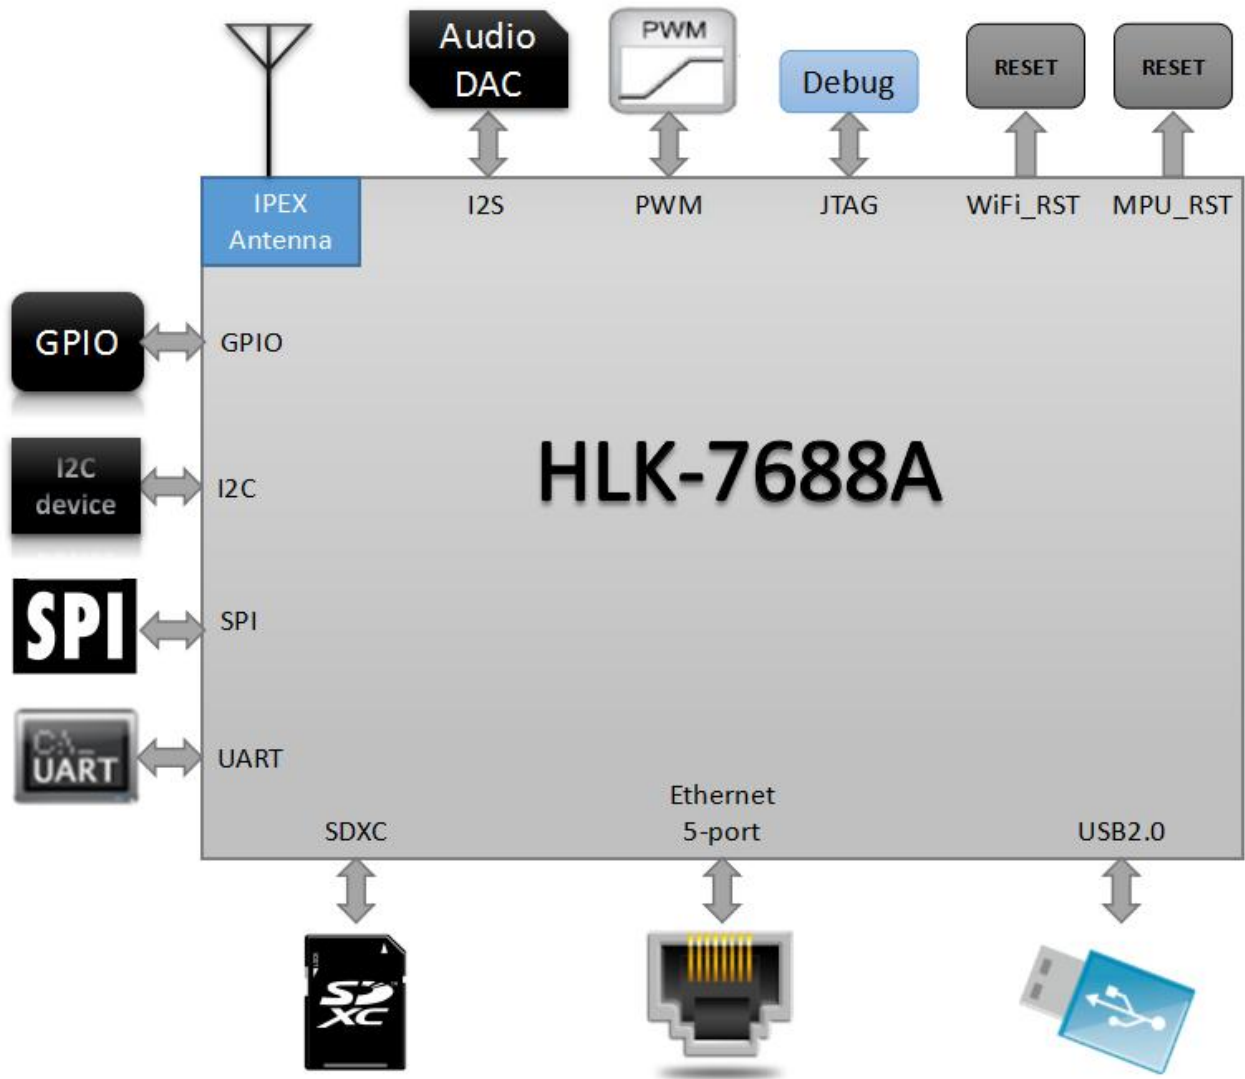 Audio
DAC
PWM
Debug
RESET
RESET
IPEX
Antenna
I2S
PWM
JTAG
WiFi_RST
MPU_RST
GPIO
GPIO
HLK-7688A
I2C
device
I2C
SPI
SPI
C:\_
UART
UART
SDXC
Ethernet
5-port
USB2.0
SD
XC